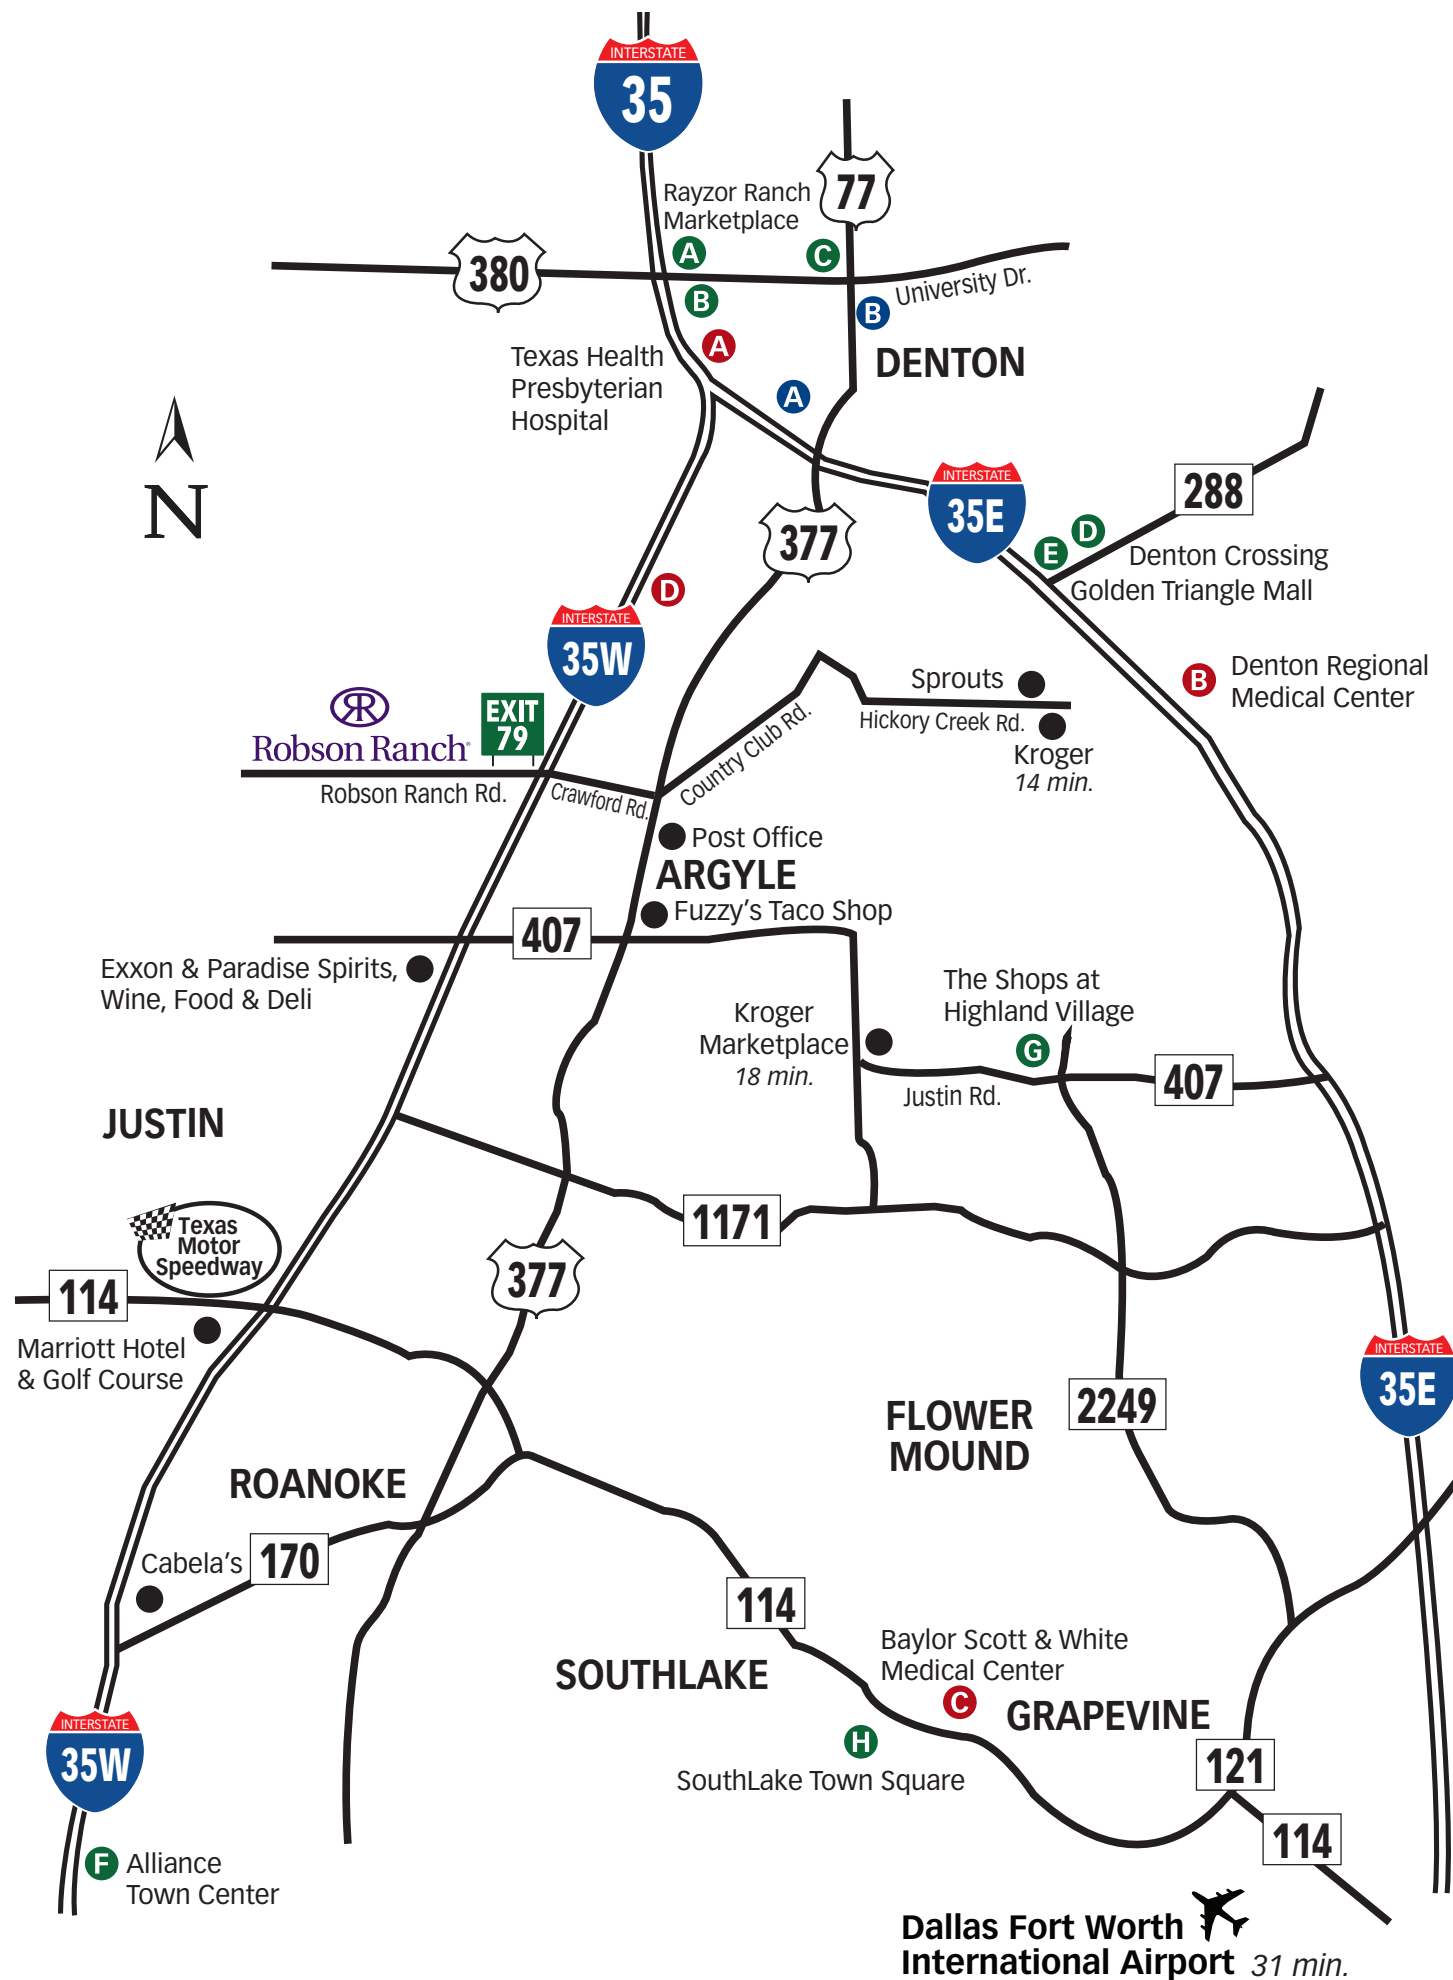 INTERSTATE
35
77
Rayzor Ranch
Marketplace
A
C
380
B
University Dr.
B
A
Texas Health
Presbyterian
Hospital
DENTON
A
N
INTERSTATE
35E
288
377
E
D
Denton Crossing
Golden Triangle Mall
D
INTERSTATE
35W
B
Denton Regional
Medical Center
Sprouts
Hickory Creek Rd.
Kroger
14 min.
RR
Robson Ranch
EXIT
79
Robson Ranch Rd.
Crawford Rd.
Country Club Rd.
Post Office
ARGYLE
Fuzzy's Taco Shop
407
Exxon & Paradise Spirits,
Wine, Food & Deli
The Shops at
Highland Village
G
Kroger
Marketplace
18 min.
Justin Rd.
407
JUSTIN
1171
Texas
Motor
Speedway
377
114
Marriott Hotel
& Golf Course
INTERSTATE
35E
2249
FLOWER
MOUND
ROANOKE
Cabela's
170
114
SOUTHLAKE
Baylor Scott & White
Medical Center
C
GRAPEVINE
H
SouthLake Town Square
INTERSTATE
35W
121
114
F
Alliance
Town Center
Dallas Fort Worth
International Airport 31 min.